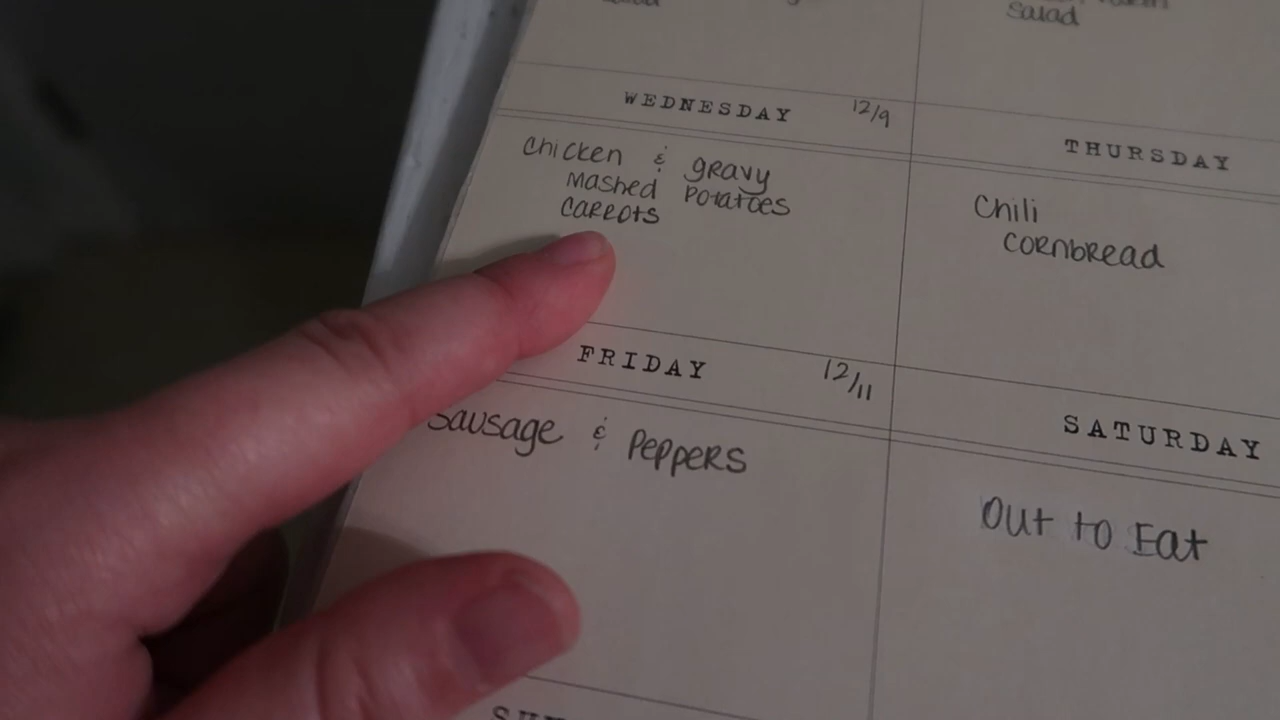 Salad
WEDNESDAY 12/9
THURSDAY
Chicken & gravy
Mashed Potatoes
Carrots
Chili
Cornbread
FRIDAY 12/11
SATURDAY
Sausage & Peppers
Out to Eat